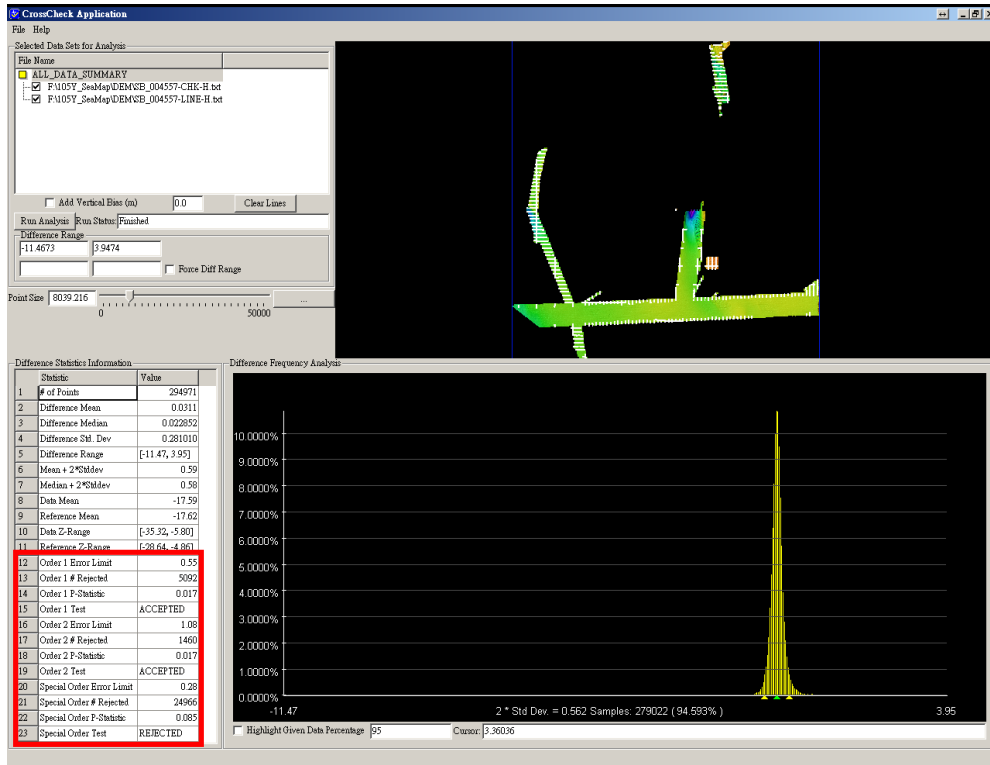 CrossCheck Application
File Help
Selected Data Sets for Analysis
File Name
ALL_DATA_SUMMARY
F:\105Y_SeaMap\DEM\SB_004557-CHK-H.txt
F:\105Y_SeaMap\DEM\SB_004557-LINE-H.txt
Add Vertical Bias (m) 0.0 Clear Lines
Run Analysis Run Status: Finished
Difference Range
-11.4673 3.9474
Force Diff Range
Point Size 8039.216 ...
0 50000
Difference Statistics Information
Statistic Value
1 # of Points 294971
2 Difference Mean 0.0311
3 Difference Median 0.022852
4 Difference Std. Dev 0.281010
5 Difference Range [-11.47, 3.95]
6 Mean + 2*Stddev 0.59
7 Median + 2*Stddev 0.58
8 Data Mean -17.59
9 Reference Mean -17.62
10 Data Z-Range [-35.32, -5.80]
11 Reference Z-Range [-28.64, -4.86]
12 Order 1 Error Limit 0.55
13 Order 1 # Rejected 5092
14 Order 1 P-Statistic 0.017
15 Order 1 Test ACCEPTED
16 Order 2 Error Limit 1.08
17 Order 2 # Rejected 1460
18 Order 2 P-Statistic 0.017
19 Order 2 Test ACCEPTED
20 Special Order Error Limit 0.28
21 Special Order # Rejected 24966
22 Special Order P-Statistic 0.085
23 Special Order Test REJECTED
Difference Frequency Analysis
10.0000%
9.0000%
8.0000%
7.0000%
6.0000%
5.0000%
4.0000%
3.0000%
2.0000%
1.0000%
0.0000%
-11.47 2 * Std Dev. = 0.562 Samples: 279022 ( 94.593% ) 3.95
Highlight Given Data Percentage 95 Cursor: 3.36036